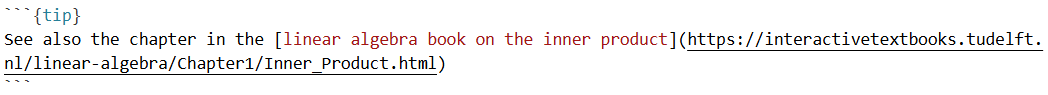 ```{tip}
See also the chapter in the [linear algebra book on the inner product](https://interactivetextbooks.tudelft.
nl/linear-algebra/Chapter1/Inner_Product.html)
```